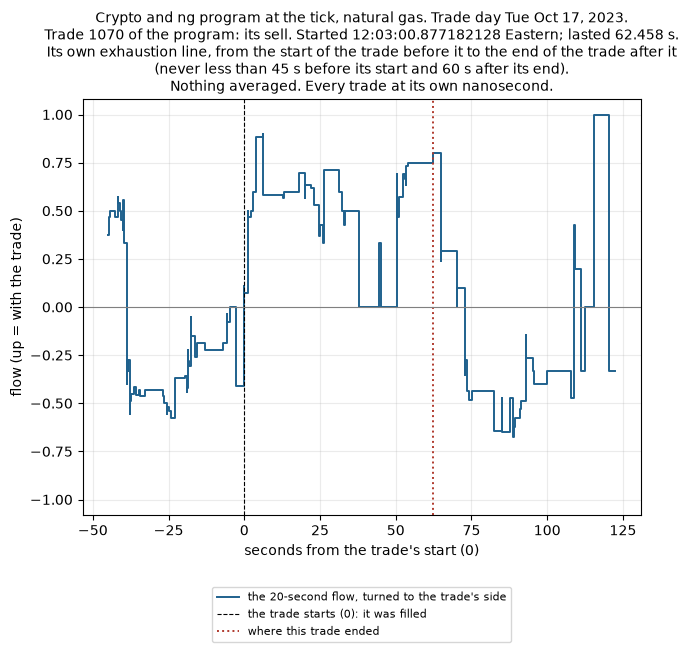 Crypto and ng program at the tick, natural gas. Trade day Tue Oct 17, 2023.
Trade 1070 of the program: its sell. Started 12:03:00.877182128 Eastern; lasted 62.458 s.
Its own exhaustion line, from the start of the trade before it to the end of the trade after it
(never less than 45 s before its start and 60 s after its end).
Nothing averaged. Every trade at its own nanosecond.
1.00
0.75
0.50
0.25
0.00
−0.25
−0.50
−0.75
−1.00
flow (up = with the trade)
−50
−25
0
25
50
75
100
125
seconds from the trade's start (0)
the 20-second flow, turned to the trade's side
the trade starts (0): it was filled
where this trade ended